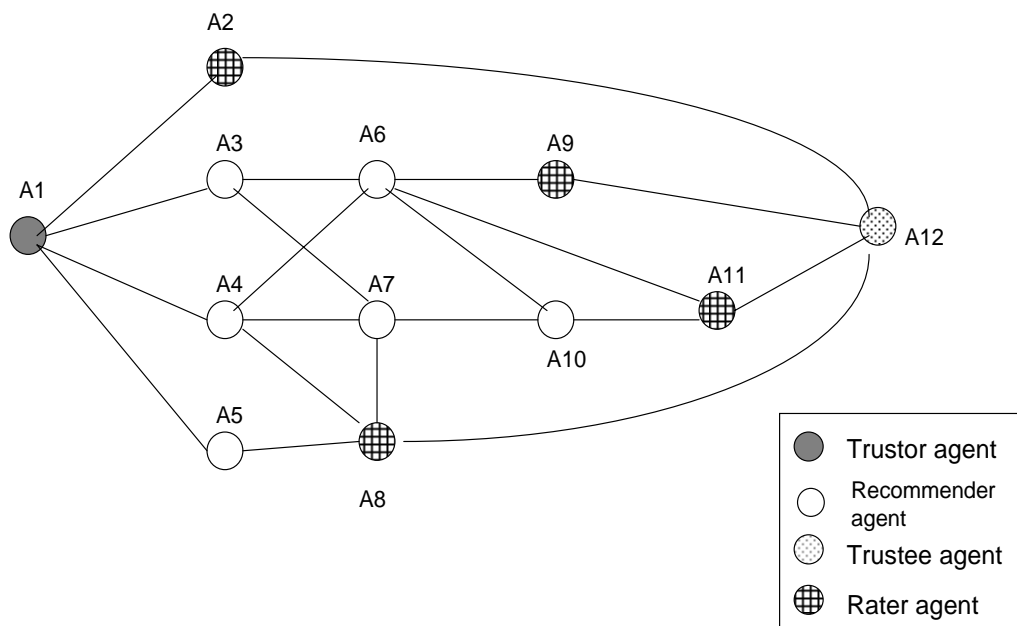 A2
A3
A6
A9
A1
A12
A4
A7
A11
A10
A5
A8
Trustor agent
Recommender
agent
Trustee agent
Rater agent